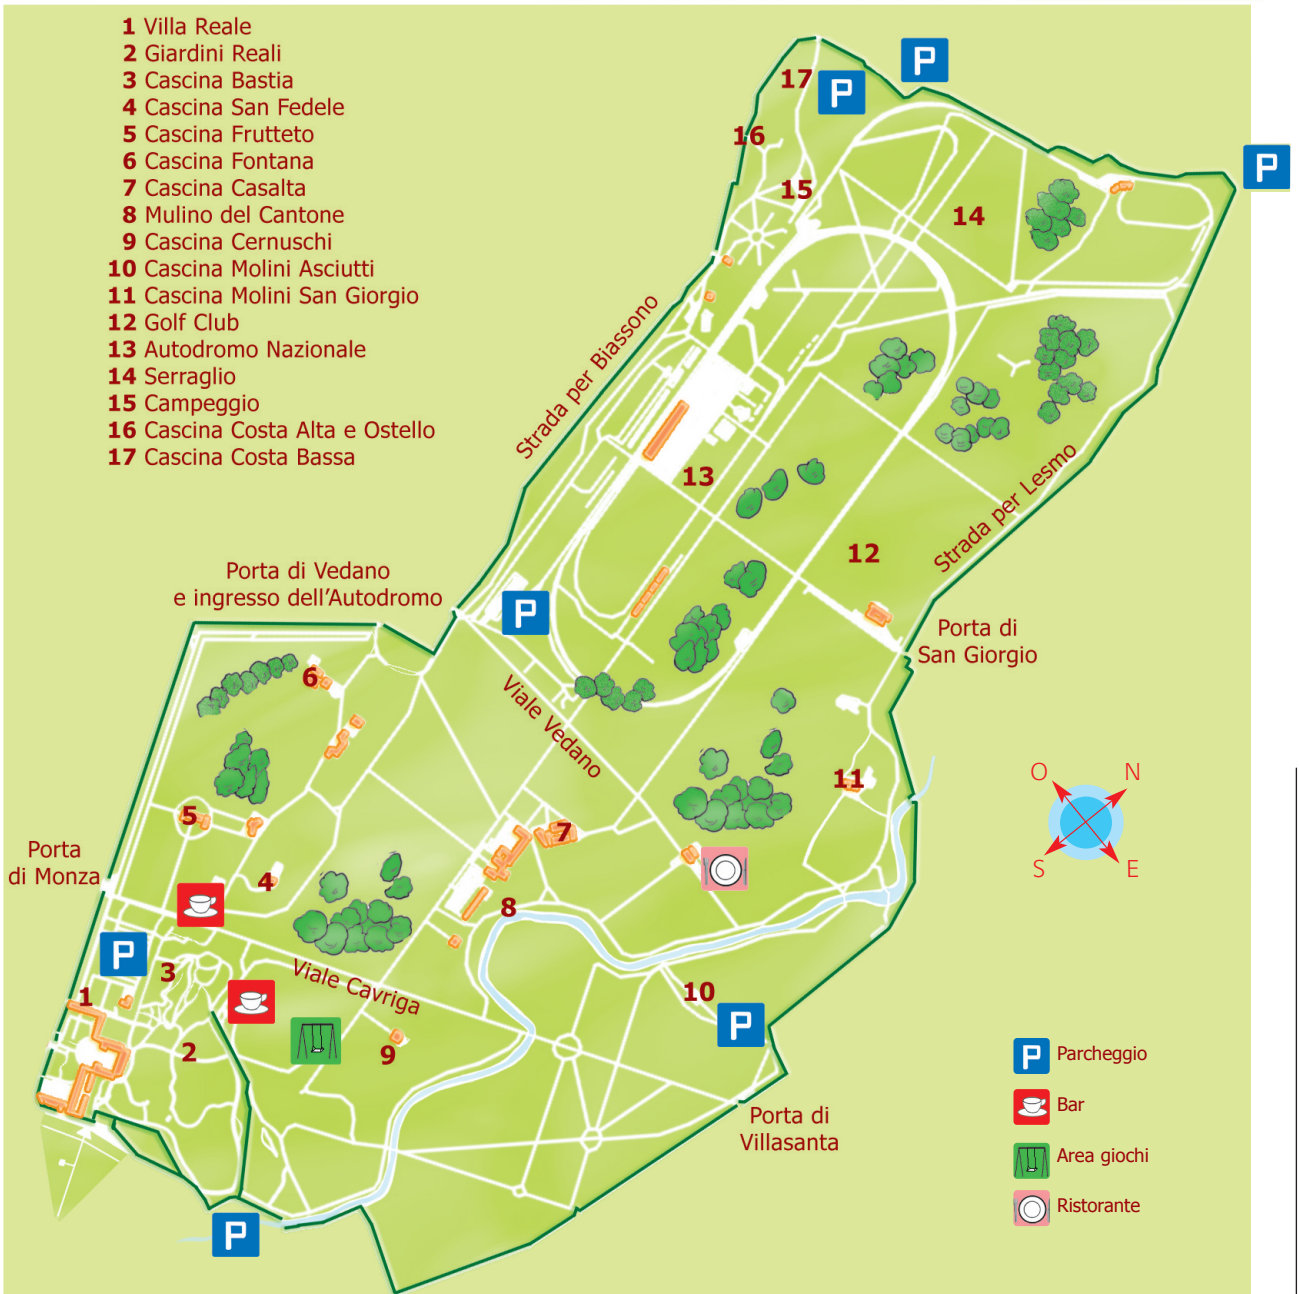 1 Villa Reale
2 Giardini Reali
3 Cascina Bastia
4 Cascina San Fedele
5 Cascina Frutteto
6 Cascina Fontana
7 Cascina Casalta
8 Mulino del Cantone
9 Cascina Cernuschi
10 Cascina Molini Asciutti
11 Cascina Molini San Giorgio
12 Golf Club
13 Autodromo Nazionale
14 Serraglio
15 Campeggio
16 Cascina Costa Alta e Ostello
17 Cascina Costa Bassa
P
17
P
16
P
15
14
Strada per Biassono
13
Strada per Lesmo
12
Porta di Vedano
e ingresso dell'Autodromo
P
Porta di
San Giorgio
6
Viale Vedano
11
O N
S E
5
7
Porta
di Monza
4
8
P
3
Viale Cavriga
10
1
P
2
9
Porta di
Villasanta
P
P Parcheggio
Bar
Area giochi
Ristorante